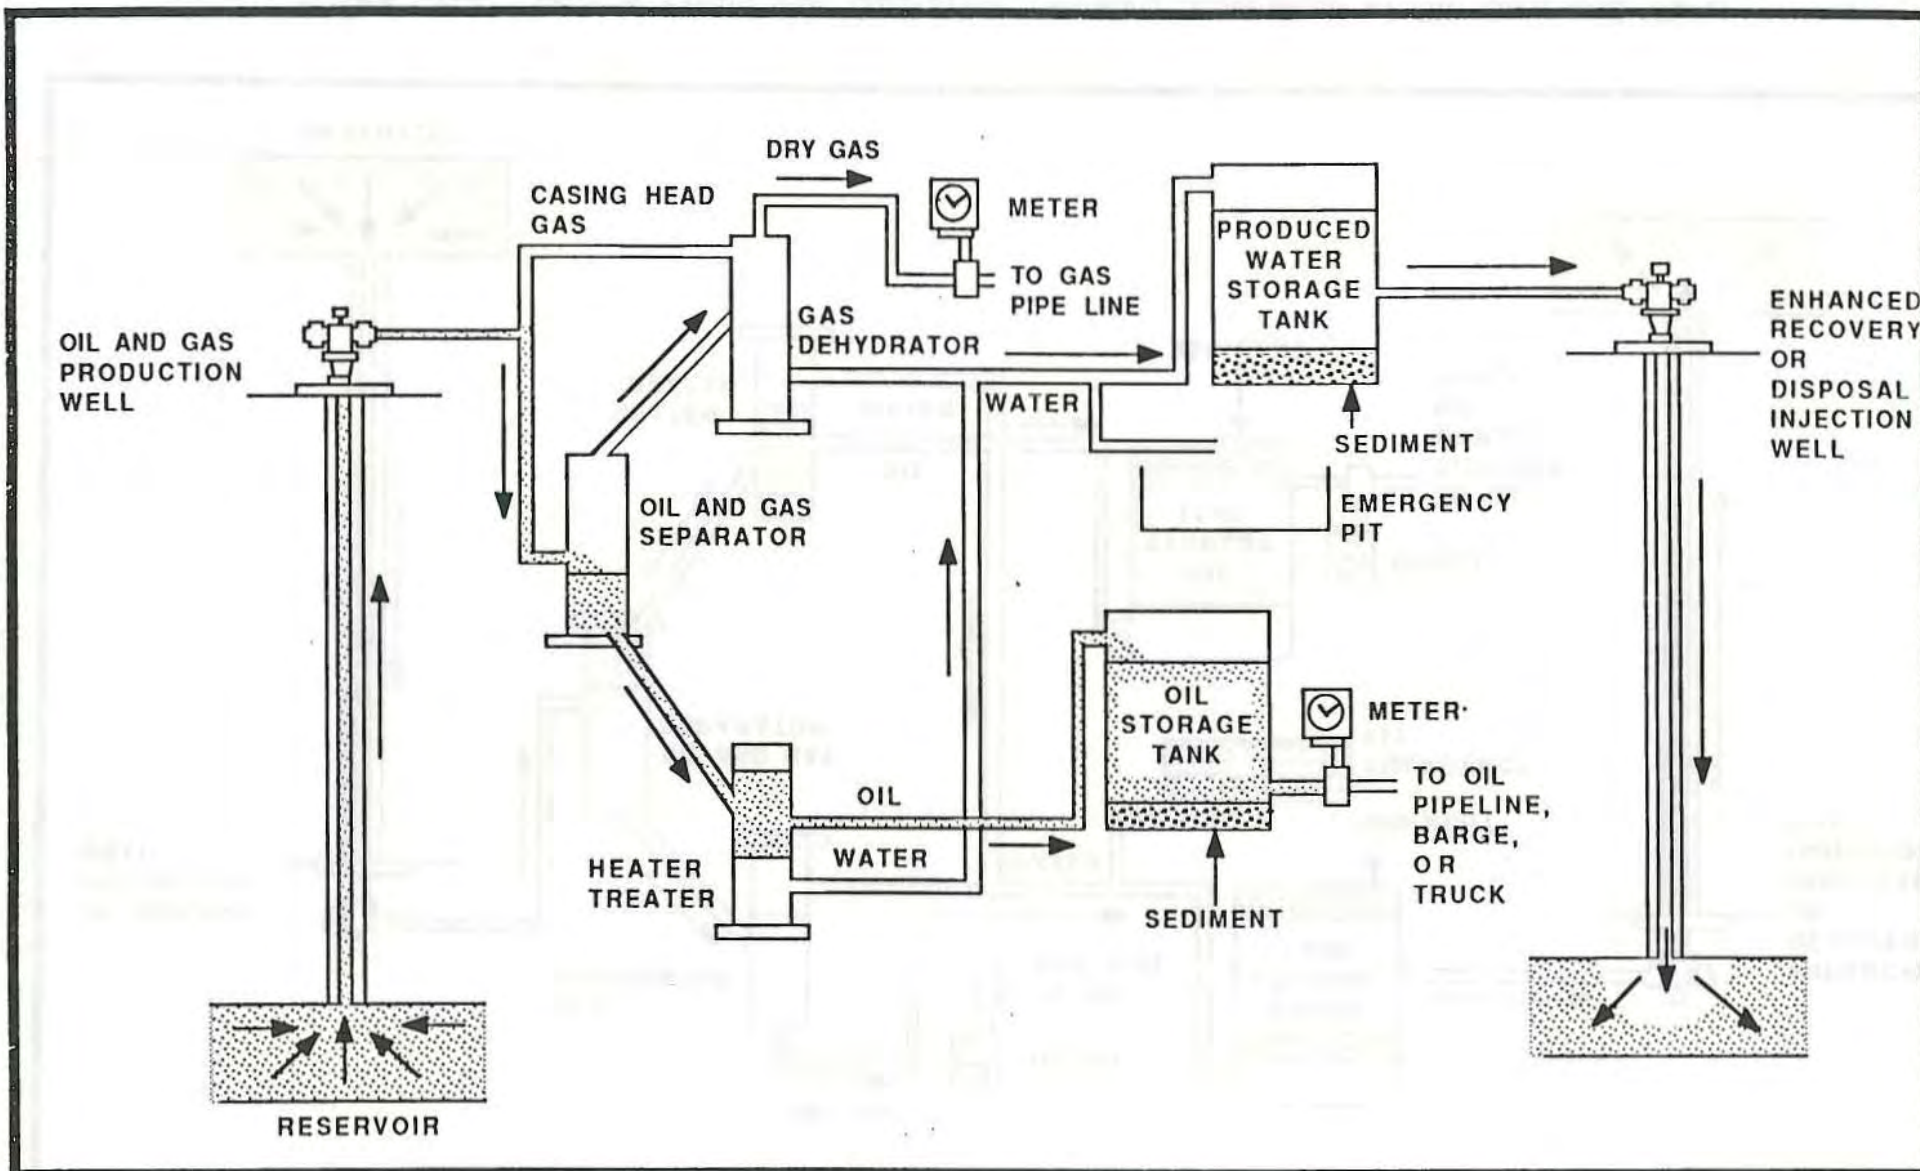 DRY GAS
CASING HEAD
GAS
METER
TO GAS
PIPE LINE
PRODUCED
WATER
STORAGE
TANK
OIL AND GAS
PRODUCTION
WELL
GAS
DEHYDRATOR
ENHANCED
RECOVERY
OR
DISPOSAL
INJECTION
WELL
WATER
SEDIMENT
EMERGENCY
PIT
OIL AND GAS
SEPARATOR
OIL
STORAGE
TANK
METER
TO OIL
PIPELINE,
BARGE,
OR
TRUCK
OIL
WATER
HEATER
TREATER
SEDIMENT
RESERVOIR